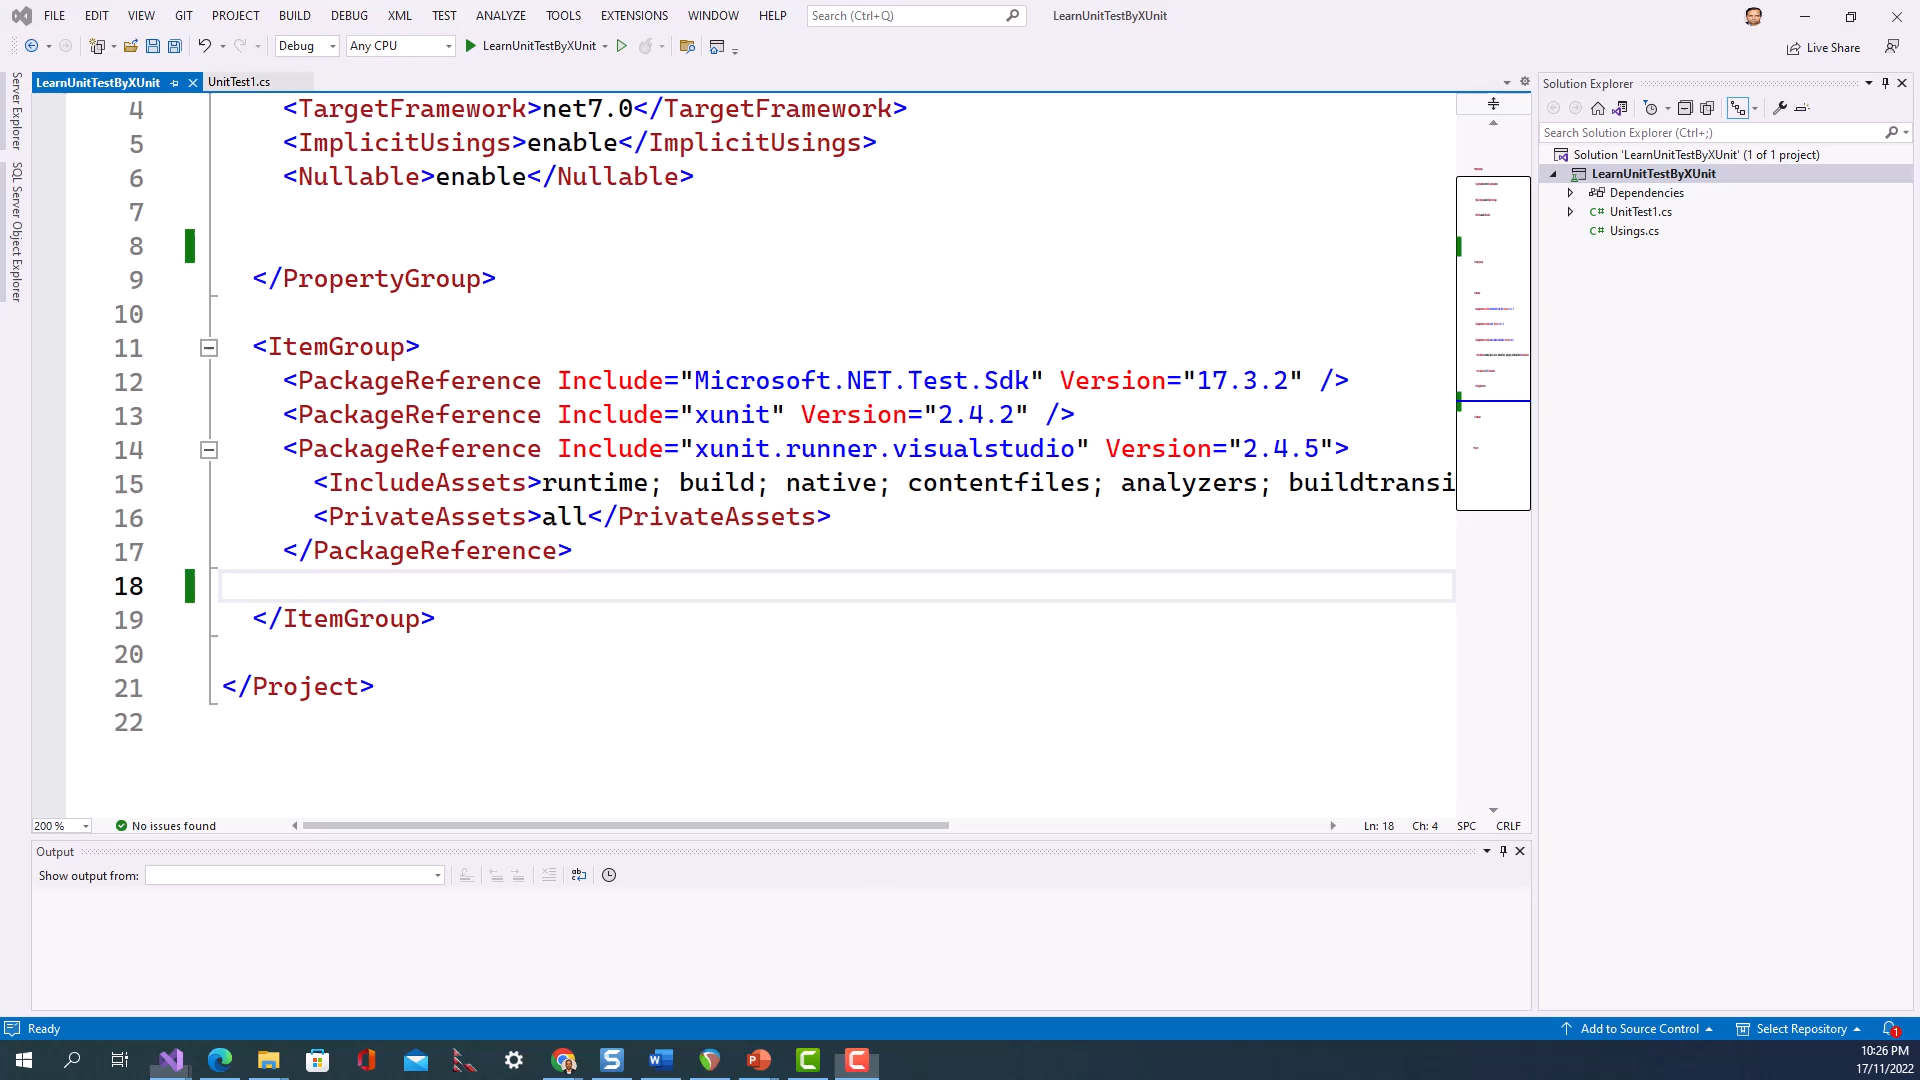 FILE EDIT VIEW GIT PROJECT BUILD DEBUG XML TEST ANALYZE TOOLS EXTENSIONS WINDOW HELP Search (Ctrl+Q) LearnUnitTestByXUnit
Debug Any CPU LearnUnitTestByXUnit Live Share
Server Explorer
SQL Server Object Explorer
LearnUnitTestByXUnit UnitTest1.cs
4 <TargetFramework>net7.0</TargetFramework>
5 <ImplicitUsings>enable</ImplicitUsings>
6 <Nullable>enable</Nullable>
7
8
9 </PropertyGroup>
10
11 <ItemGroup>
12 <PackageReference Include="Microsoft.NET.Test.Sdk" Version="17.3.2" />
13 <PackageReference Include="xunit" Version="2.4.2" />
14 <PackageReference Include="xunit.runner.visualstudio" Version="2.4.5">
15 <IncludeAssets>runtime; build; native; contentfiles; analyzers; buildtransi
16 <PrivateAssets>all</PrivateAssets>
17 </PackageReference>
18
19 </ItemGroup>
20
21 </Project>
22
200 % No issues found Ln: 18 Ch: 4 SPC CRLF
Output
Show output from:
Solution Explorer
Search Solution Explorer (Ctrl+;)
Solution 'LearnUnitTestByXUnit' (1 of 1 project)
LearnUnitTestByXUnit
Dependencies
C# UnitTest1.cs
C# Usings.cs
Ready Add to Source Control Select Repository 1
10:26 PM
17/11/2022